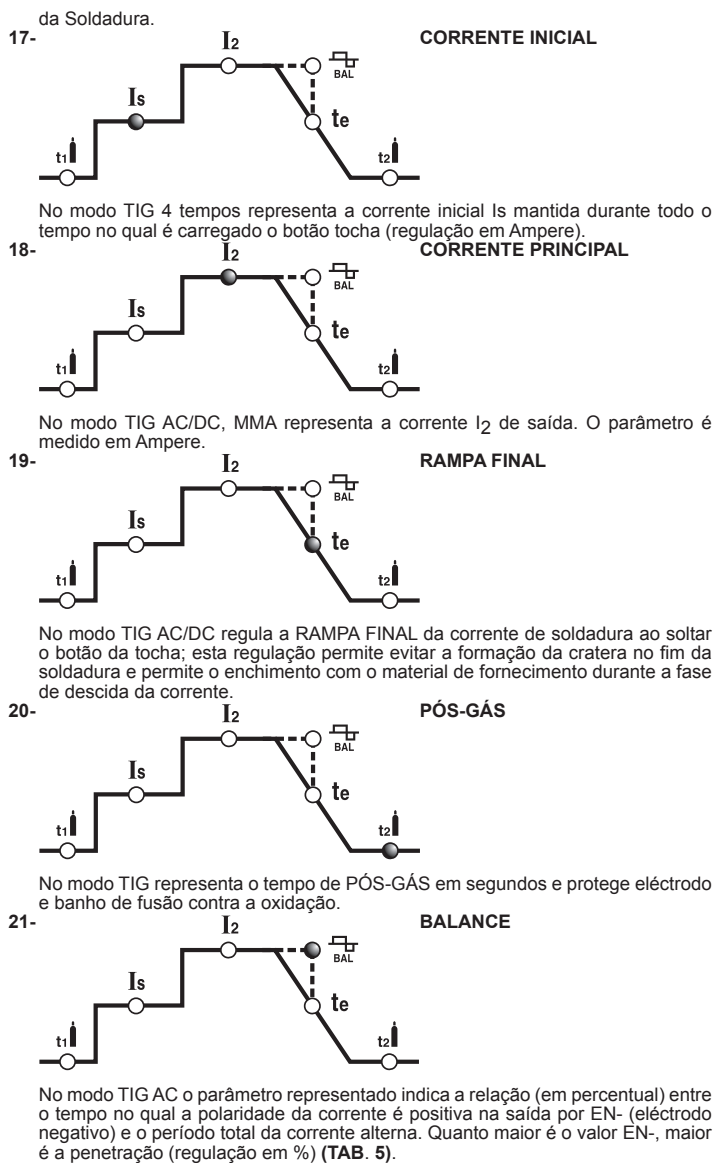 da Soldadura.
17- CORRENTE INICIAL
I2
BAL
Is
te
t1
t2
No modo TIG 4 tempos representa a corrente inicial Is mantida durante todo o
tempo no qual é carregado o botão tocha (regulação em Ampere).
18- CORRENTE PRINCIPAL
I2
BAL
Is
te
t1
t2
No modo TIG AC/DC, MMA representa a corrente I2 de saída. O parâmetro é
medido em Ampere.
19- RAMPA FINAL
I2
BAL
Is
te
t1
t2
No modo TIG AC/DC regula a RAMPA FINAL da corrente de soldadura ao soltar
o botão da tocha; esta regulação permite evitar a formação da cratera no fim da
soldadura e permite o enchimento com o material de fornecimento durante a fase
de descida da corrente.
20- PÓS-GÁS
I2
BAL
Is
te
t1
t2
No modo TIG representa o tempo de PÓS-GÁS em segundos e protege eléctrodo
e banho de fusão contra a oxidação.
21- BALANCE
I2
BAL
Is
te
t1
t2
No modo TIG AC o parâmetro representado indica a relação (em percentual) entre
o tempo no qual a polaridade da corrente é positiva na saída por EN- (eléctrodo
negativo) e o período total da corrente alterna. Quanto maior é o valor EN-, maior
é a penetração (regulação em %) (TAB. 5).